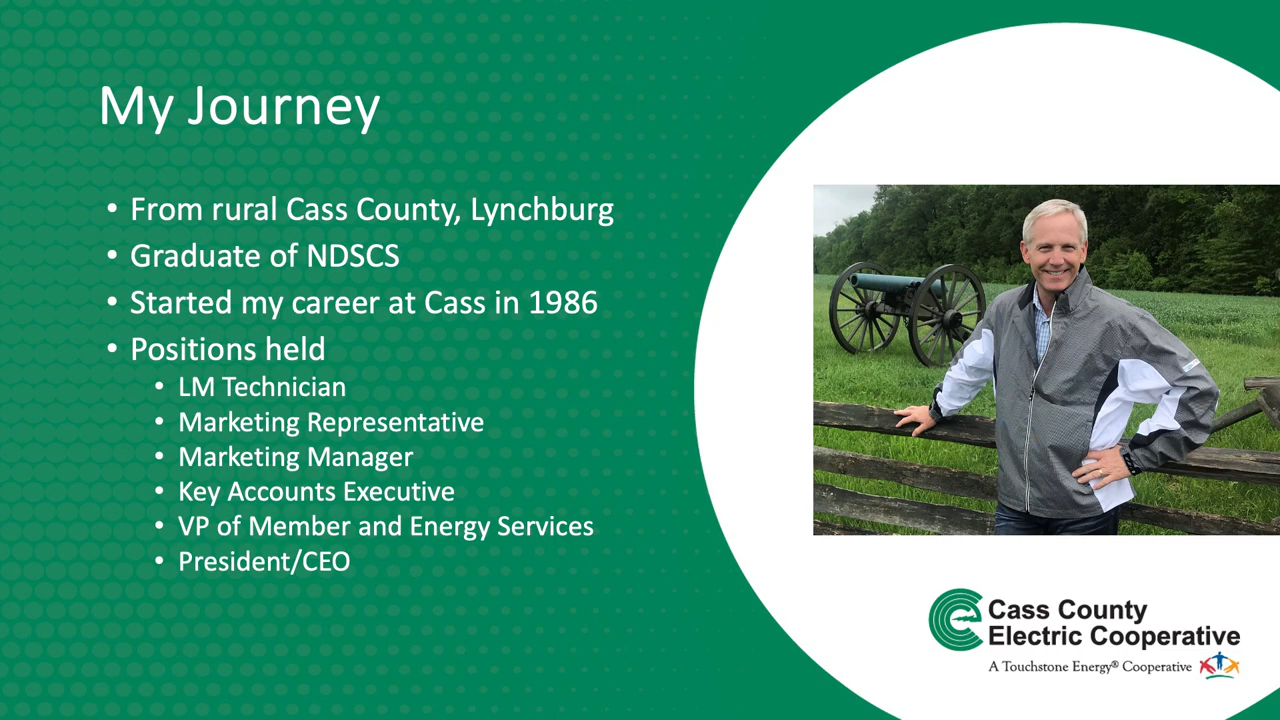 My Journey
• From rural Cass County, Lynchburg
• Graduate of NDSCS
• Started my career at Cass in 1986
• Positions held
• LM Technician
• Marketing Representative
• Marketing Manager
• Key Accounts Executive
• VP of Member and Energy Services
• President/CEO
Cass County
Electric Cooperative
A Touchstone Energy® Cooperative